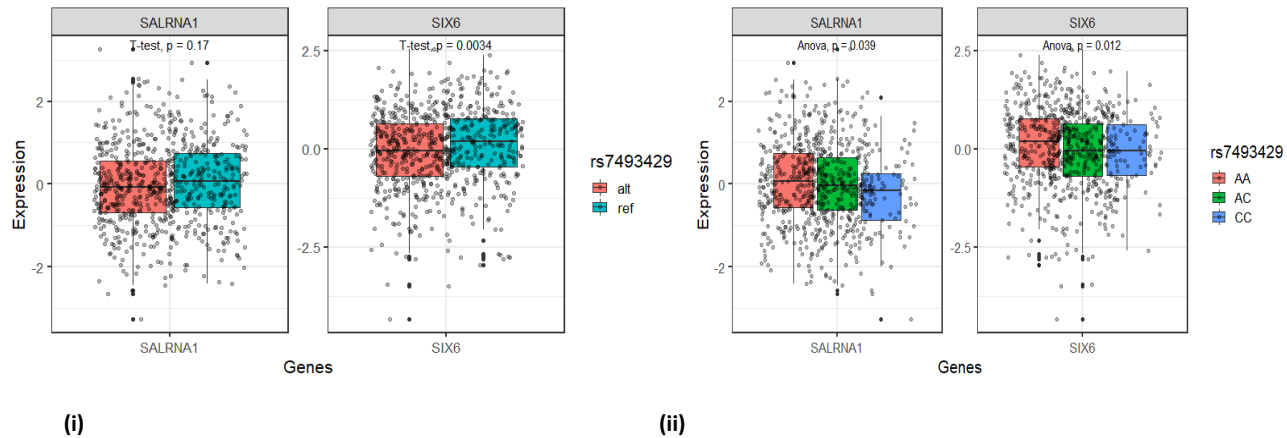 SALRNA1 SIX6 SALRNA1 SIX6
T-test, p = 0.17 T-test, p = 0.0034 Anova, p = 0.039 Anova, p = 0.012
2.5 2.5
2 2
0.0 rs7493429 0.0 rs7493429
Expression alt Expression AA
0 ref 0 AC
CC
-2.5 -2.5
-2 -2
SALRNA1 SIX6 SALRNA1 SIX6
Genes Genes
(i) (ii)